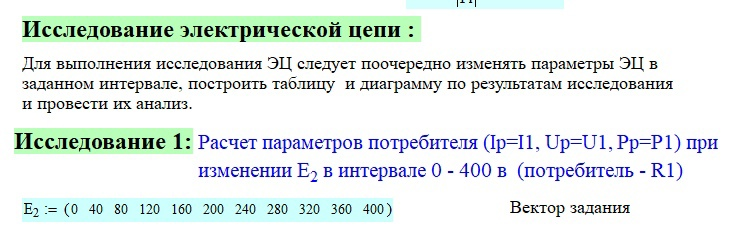 Исследование электрической цепи :
Для выполнения исследования ЭЦ следует поочередно изменять параметры ЭЦ в
заданном интервале, построить таблицу и диаграмму по результатам исследования
и провести их анализ.
Исследование 1: Расчет параметров потребителя (Ip=I1, Up=U1, Pp=P1) при
изменении E2 в интервале 0 - 400 в (потребитель - R1)
E2 := ( 0 40 80 120 160 200 240 280 320 360 400 ) Вектор задания